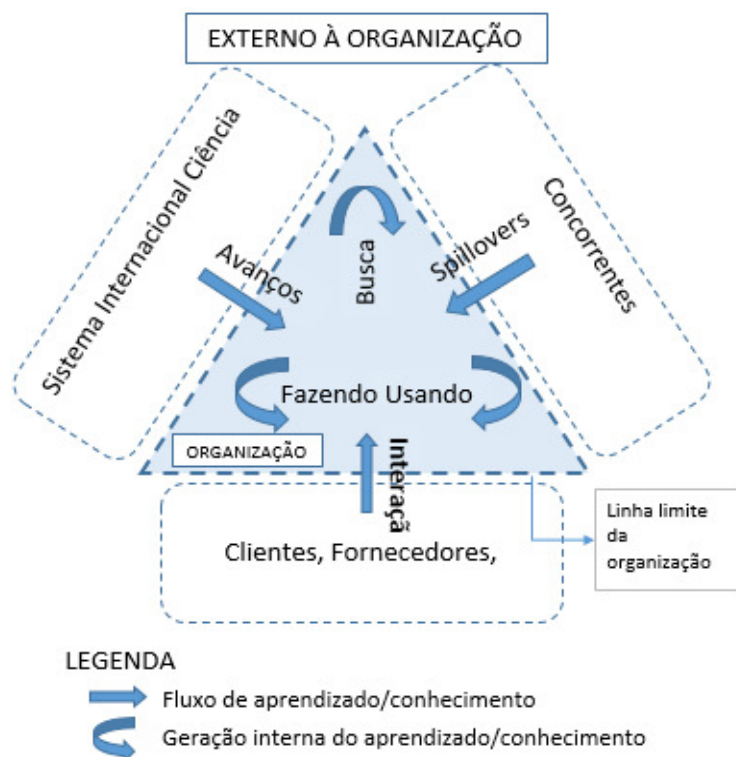 EXTERNO À ORGANIZAÇÃO
Sistema Internacional Ciência
Avanços
Busca
Spillovers
Concorrentes
Fazendo Usando
ORGANIZAÇÃO
Interaçã
Clientes, Fornecedores,
Linha limite
da
organização
LEGENDA
Fluxo de aprendizado/conhecimento
Geração interna do aprendizado/conhecimento